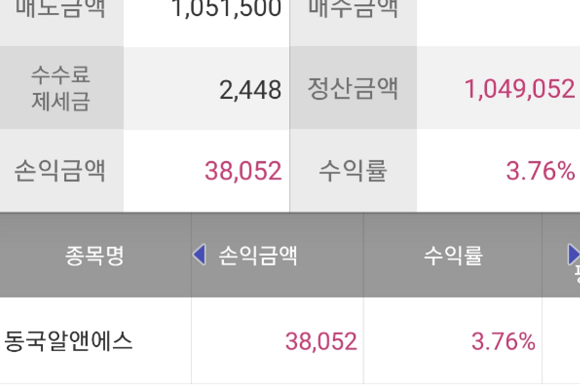 매도금액 1,051,500 매수금액
수수료
제세금 2,448 정산금액 1,049,052
손익금액 38,052 수익률 3.76%
종목명 손익금액 수익률
동국알앤에스 38,052 3.76%